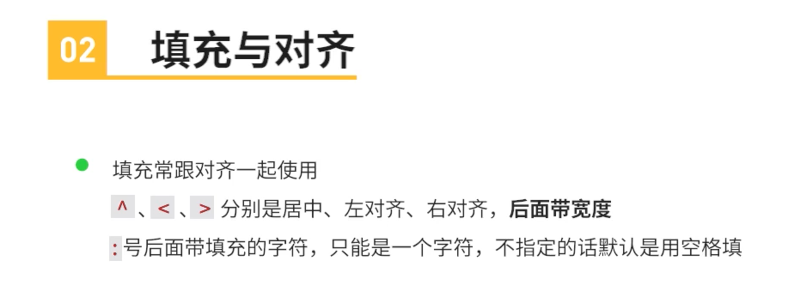 02 填充与对齐
填充常跟对齐一起使用
^、<、> 分别是居中、左对齐、右对齐，后面带宽度
:号后面带填充的字符，只能是一个字符，不指定的话默认是用空格填